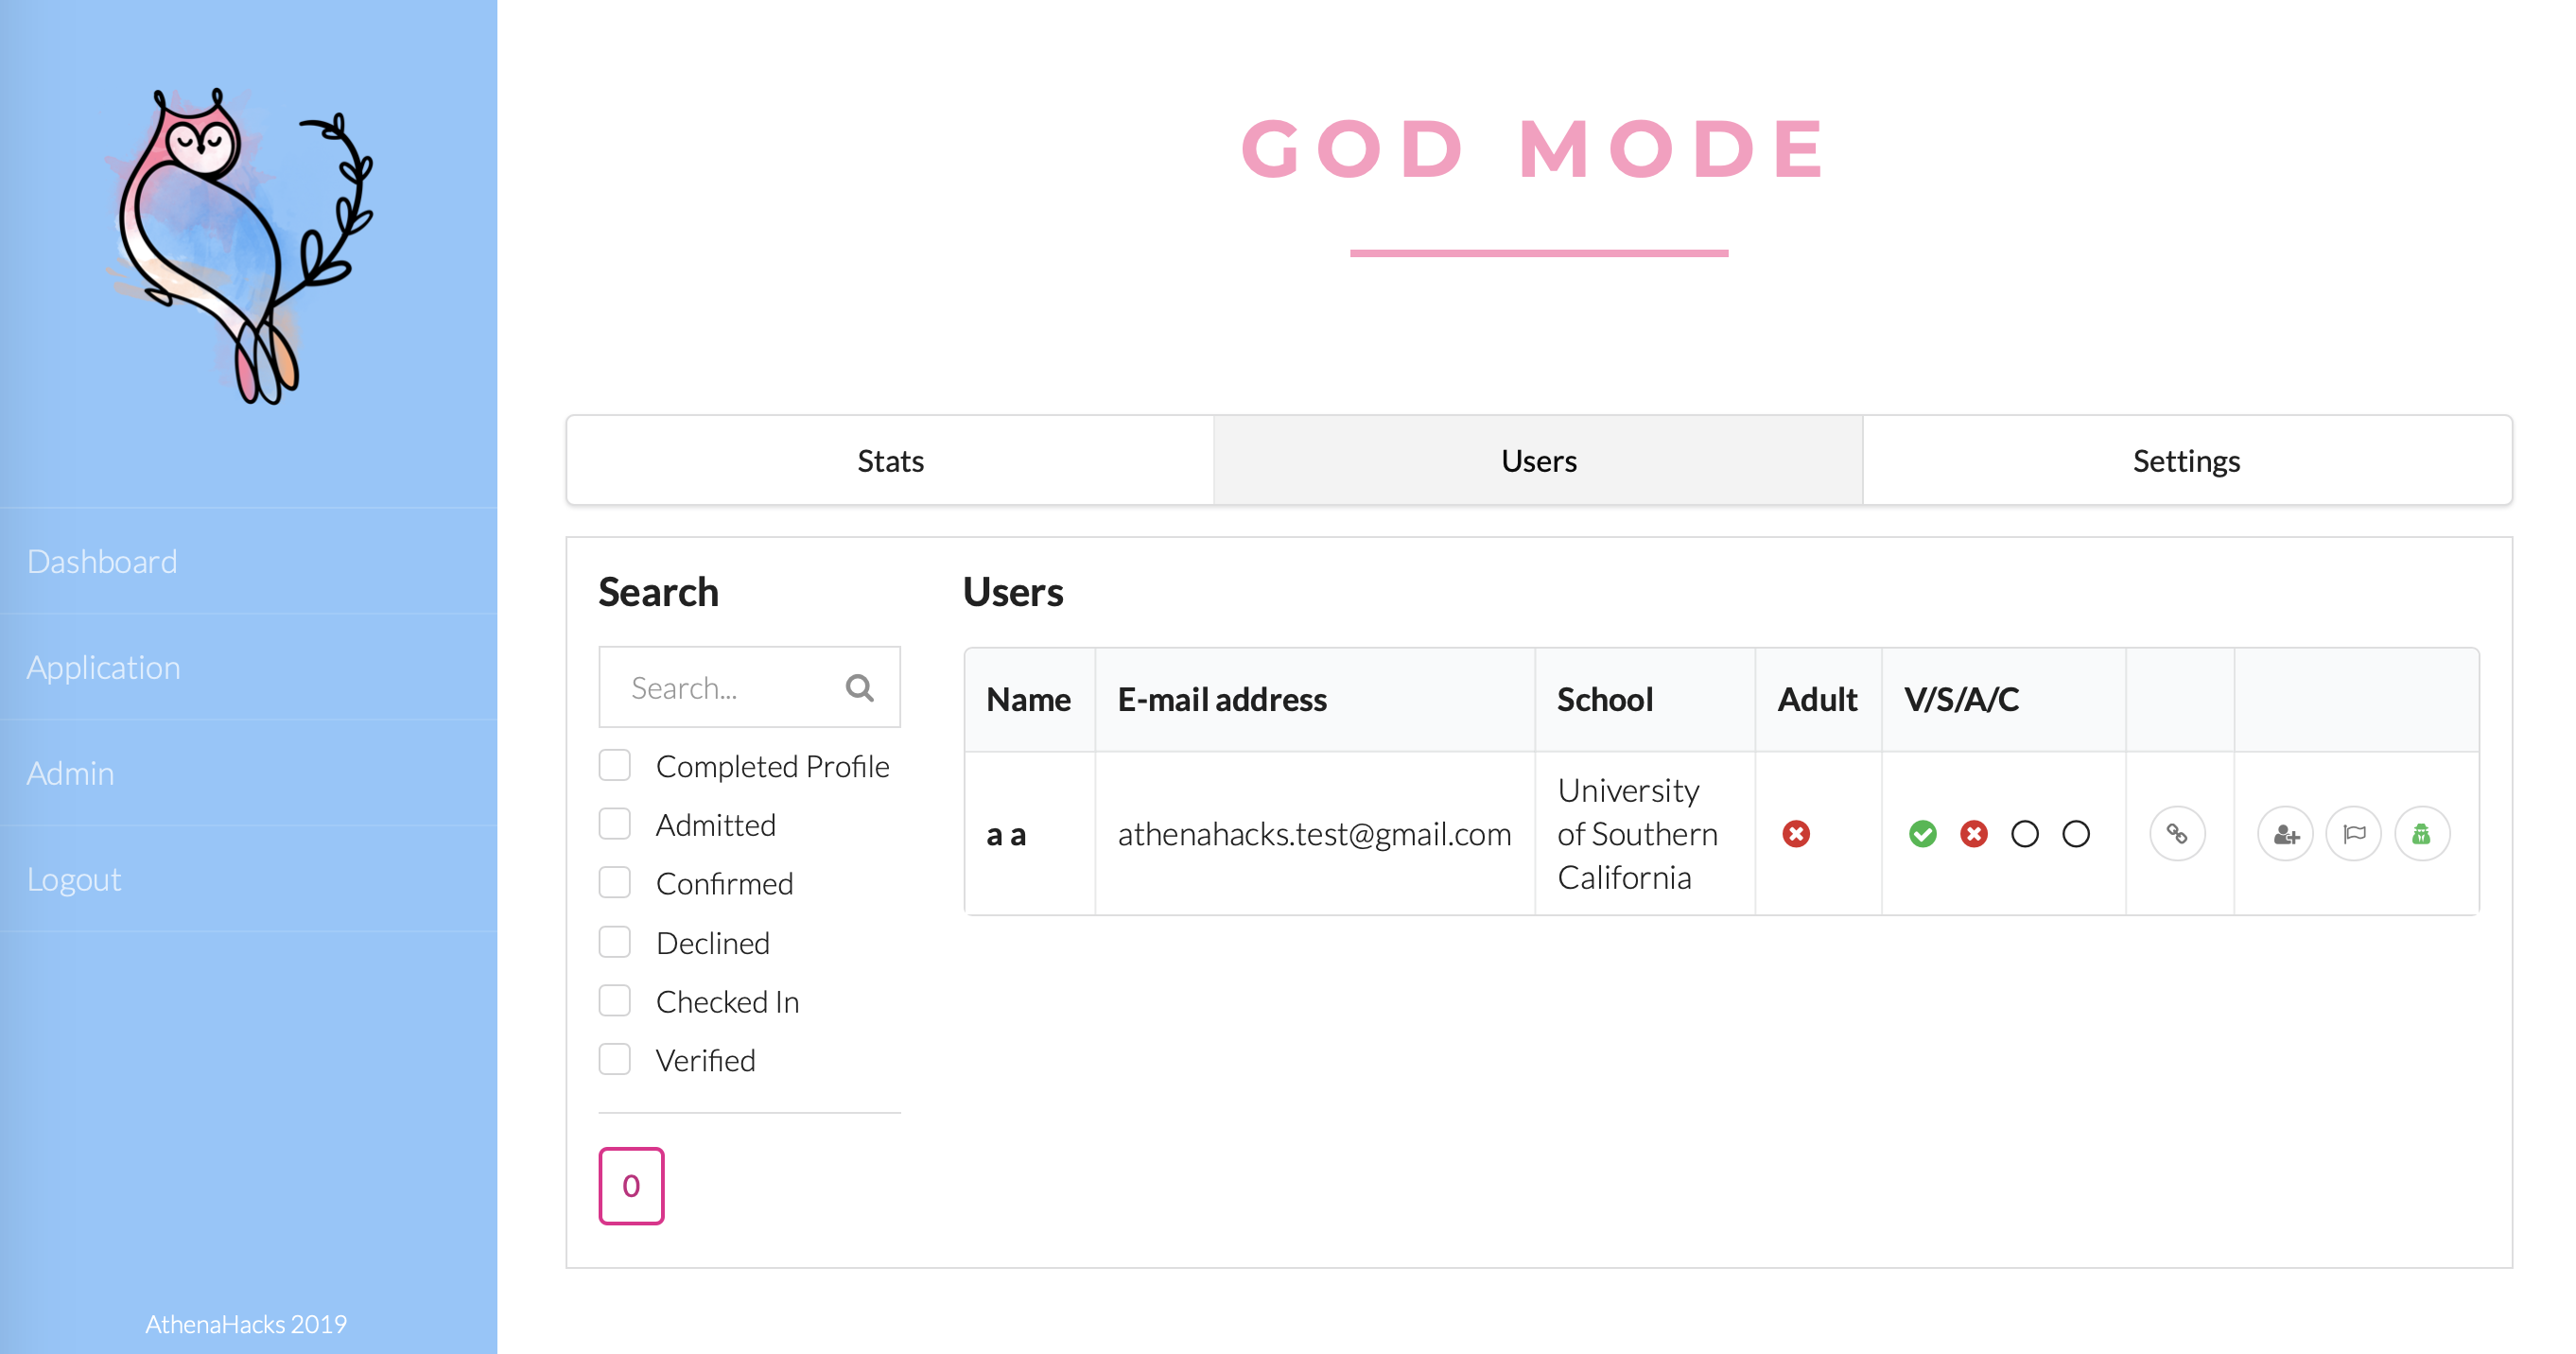 GOD MODE
Dashboard
Application
Admin
Logout
AthenaHacks 2019
Stats
Users
Settings
Search
Search...
Completed Profile
Admitted
Confirmed
Declined
Checked In
Verified
0
Users
Name E-mail address School Adult V/S/A/C
a a athenahacks.test@gmail.com University
of Southern
California